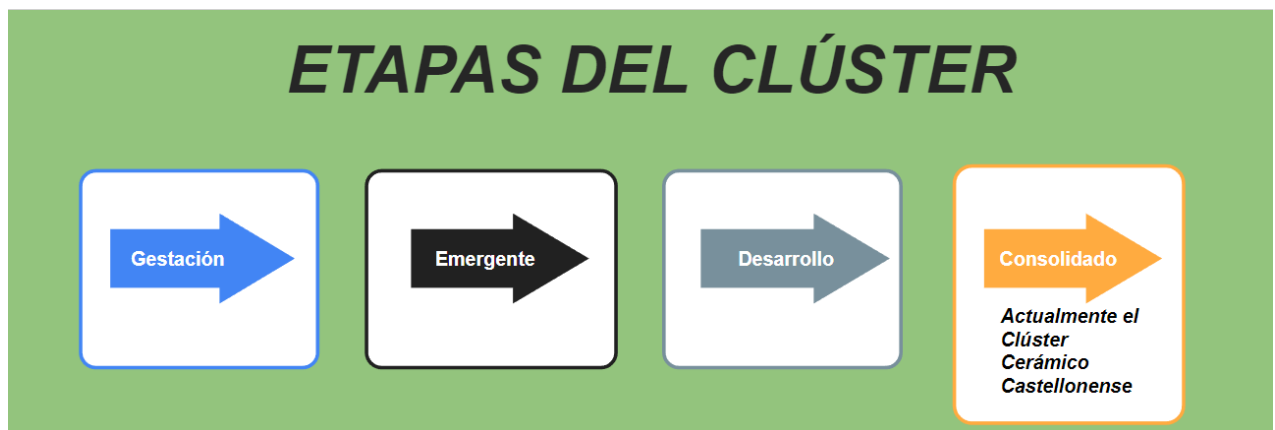 ETAPAS DEL CLÚSTER
Gestación
Emergente
Desarrollo
Consolidado
Actualmente el
Clúster
Cerámico
Castellonense